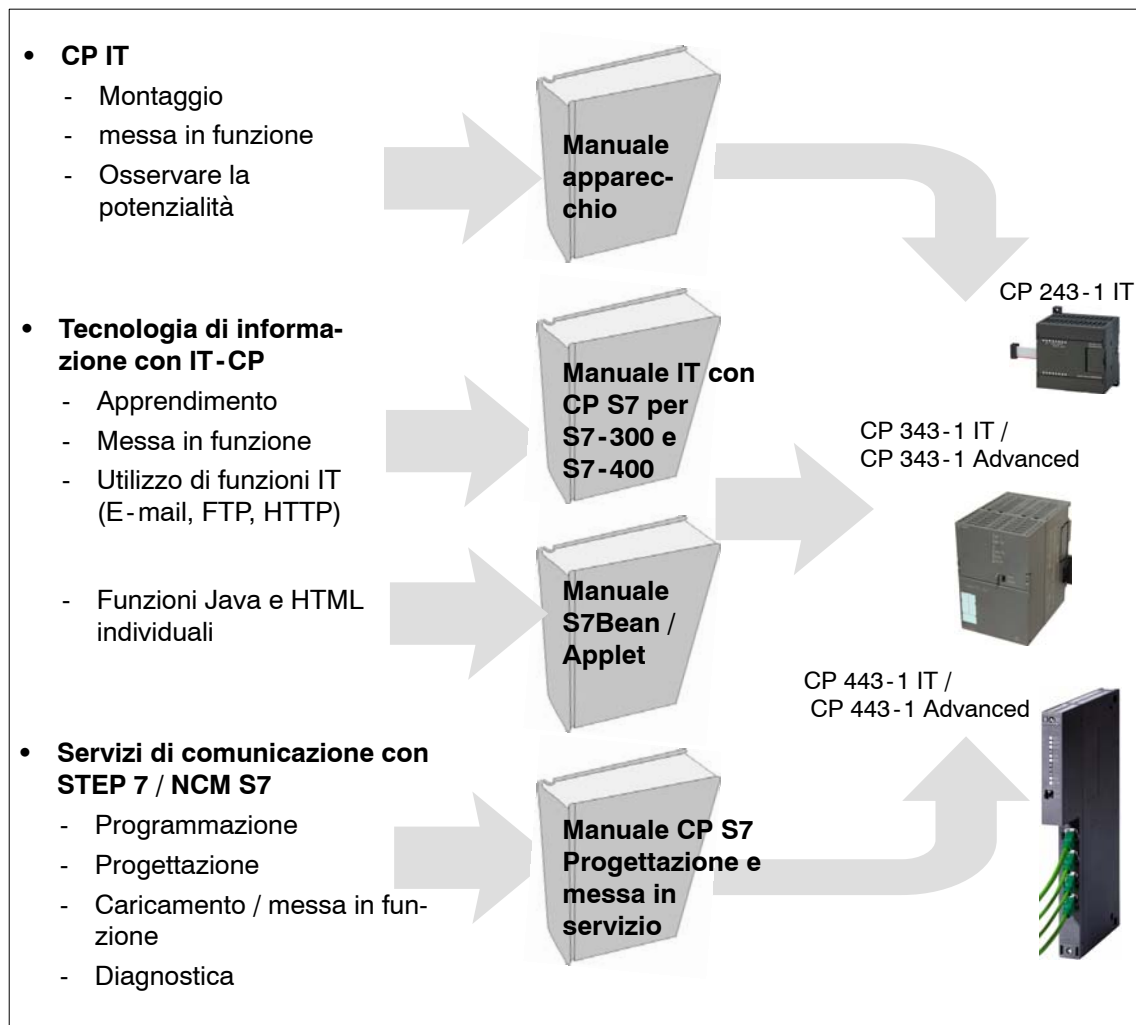 • CP IT
- Montaggio
- messa in funzione
- Osservare la
potenzialità
Manuale
apparec-
chio
CP 243-1 IT
• Tecnologia di informa-
zione con IT-CP
- Apprendimento
- Messa in funzione
- Utilizzo di funzioni IT
(E-mail, FTP, HTTP)
- Funzioni Java e HTML
individuali
Manuale IT con
CP S7 per
S7-300 e
S7-400
Manuale
S7Bean /
Applet
CP 343-1 IT /
CP 343-1 Advanced
CP 443-1 IT /
CP 443-1 Advanced
• Servizi di comunicazione con
STEP 7 / NCM S7
- Programmazione
- Progettazione
- Caricamento / messa in fun-
zione
- Diagnostica
Manuale CP S7
Progettazione e
messa in
servizio